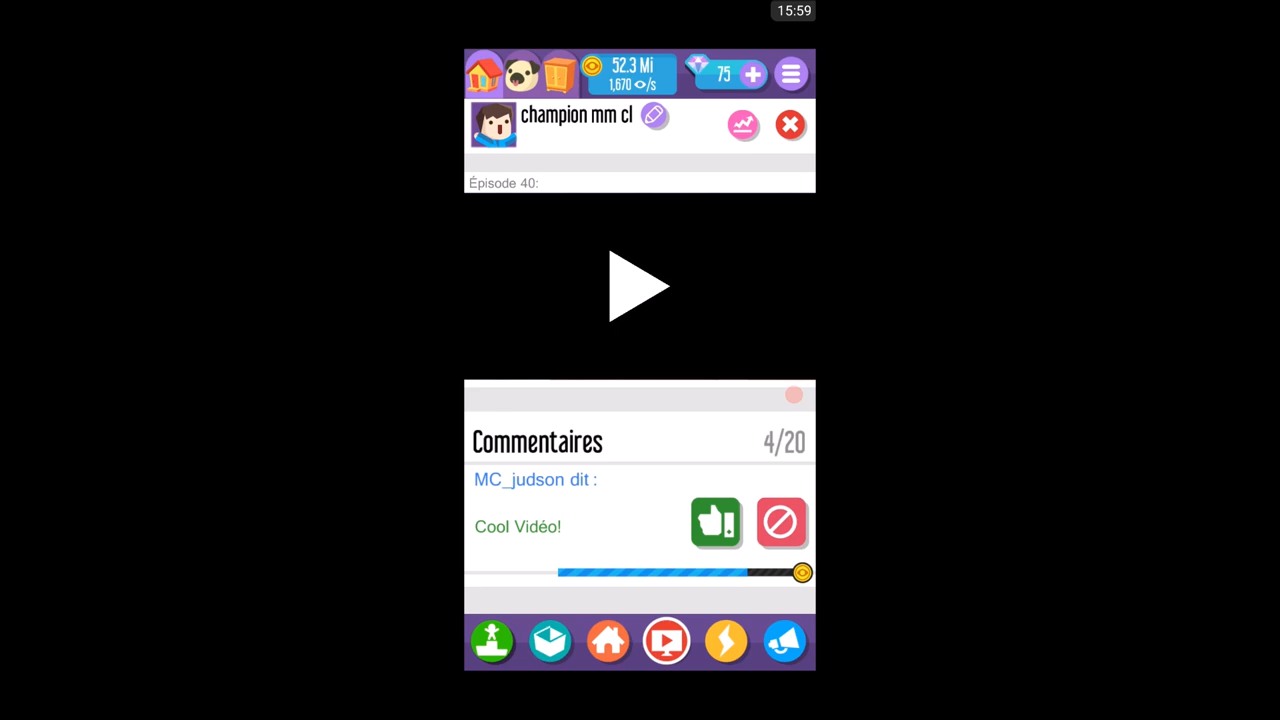 15:59
52.3 Mi
1,670 /s
75
champion mm cl
Épisode 40:
Commentaires
4/20
MC_judson dit :
Cool Vidéo!